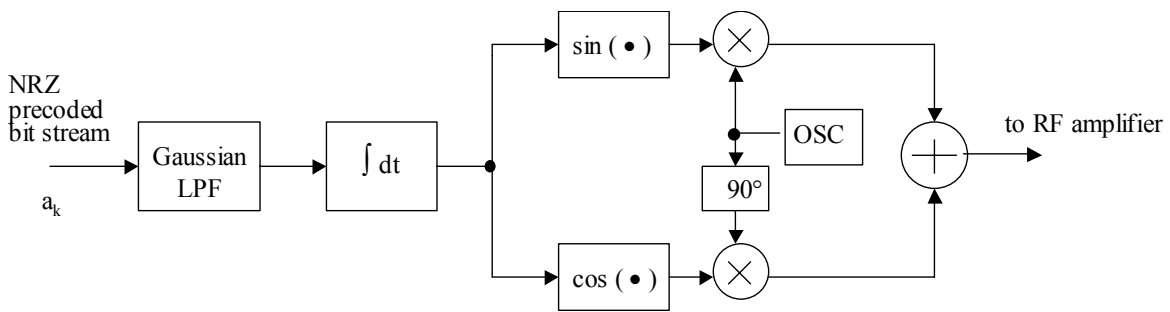 NRZ
precoded
bit stream
a_k
Gaussian
LPF
∫ dt
sin ( • )
cos ( • )
OSC
90°
to RF amplifier